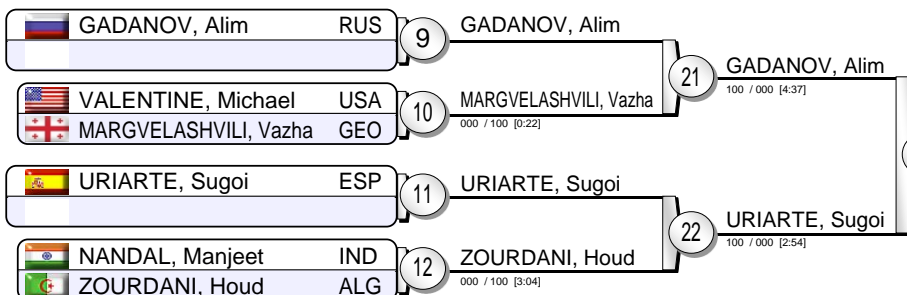 GADANOV, Alim RUS 9 GADANOV, Alim
21 GADANOV, Alim
100 / 000 [4:37]
VALENTINE, Michael USA 10 MARGVELASHVILI, Vazha
MARGVELASHVILI, Vazha GEO 000 / 100 [0:22]
URIARTE, Sugoi ESP 11 URIARTE, Sugoi
22 URIARTE, Sugoi
100 / 000 [2:54]
NANDAL, Manjeet IND 12 ZOURDANI, Houd
ZOURDANI, Houd ALG 000 / 100 [3:04]